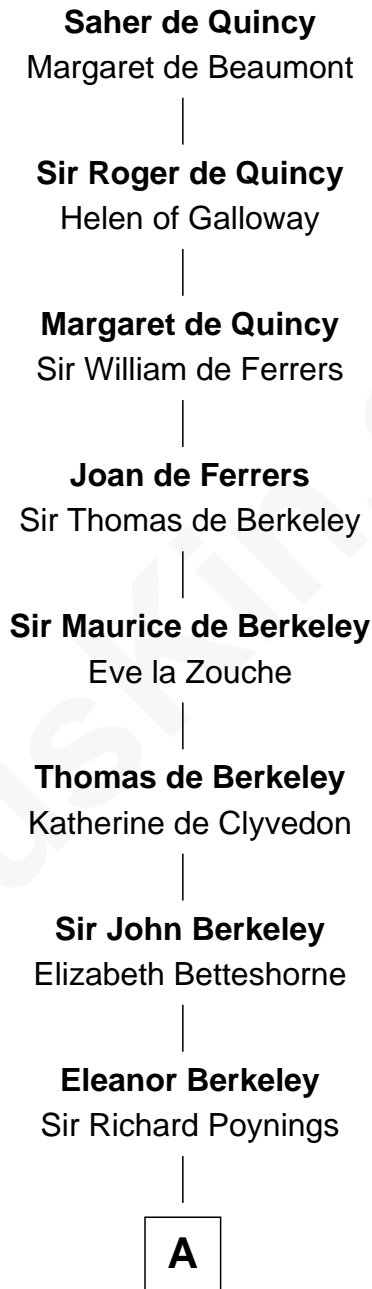 Saher de Quincy
Margaret de Beaumont
Sir Roger de Quincy
Helen of Galloway
Margaret de Quincy
Sir William de Ferrers
Joan de Ferrers
Sir Thomas de Berkeley
Sir Maurice de Berkeley
Eve la Zouche
Thomas de Berkeley
Katherine de Clyvedon
Sir John Berkeley
Elizabeth Betteshorne
Eleanor Berkeley
Sir Richard Poynings
A